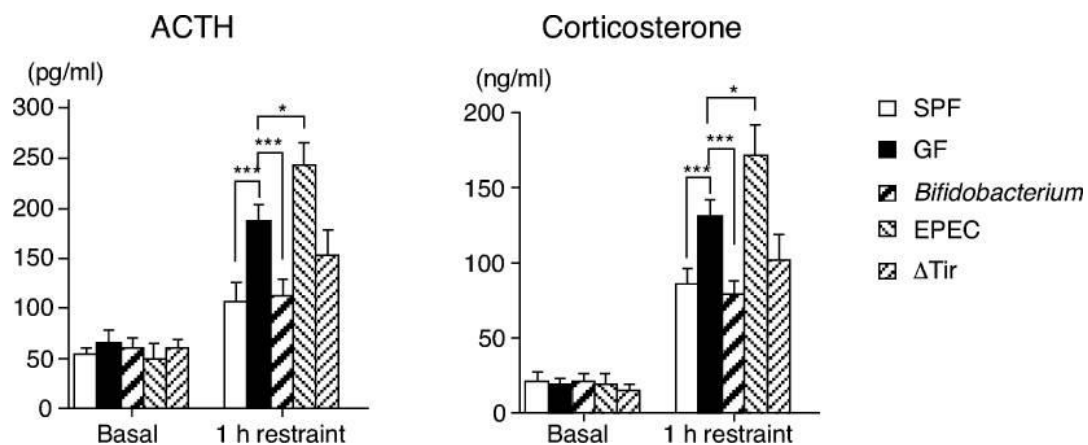 ACTH
(pg/ml)
300
250
200
150
100
50
0
*
***
***
Basal
1 h restraint
Corticosterone
(ng/ml)
200
150
100
50
0
*
***
***
Basal
1 h restraint
SPF
GF
Bifidobacterium
EPEC
ΔTir